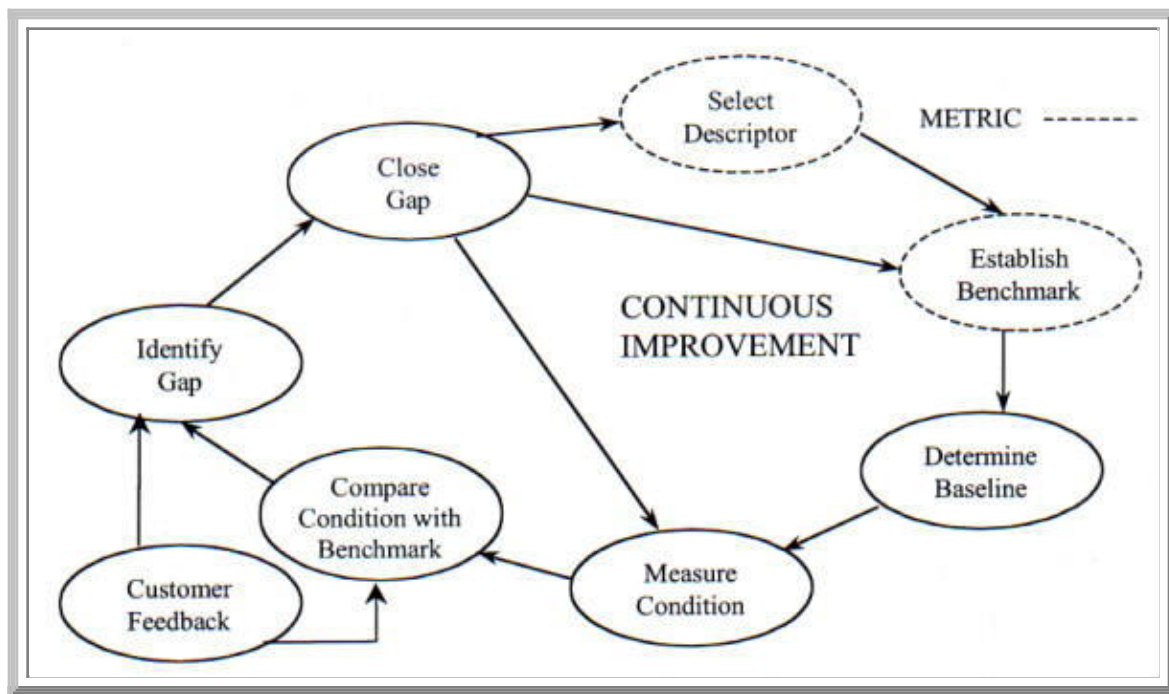 Select
Descriptor
METRIC
Close
Gap
Establish
Benchmark
CONTINUOUS
IMPROVEMENT
Identify
Gap
Determine
Baseline
Compare
Condition with
Benchmark
Measure
Condition
Customer
Feedback